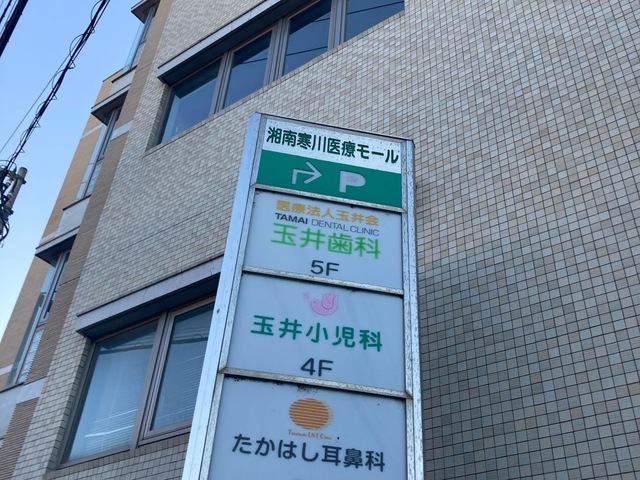 湘南寒川医療モール
P
医療法人玉井会
TAMAI DENTAL CLINIC
玉井歯科
5F
玉井小児科
4F
たかはし耳鼻科